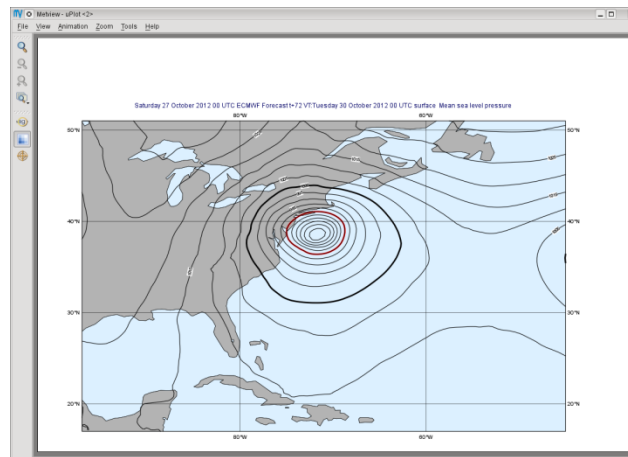 Metview - uPlot <2>
File View Animation Zoom Tools Help
Saturday 27 October 2012 00 UTC ECMWF Forecast t+72 VT:Tuesday 30 October 2012 00 UTC surface Mean sea level pressure
80°W 60°W
50°N 50°N
40°N 40°N
30°N 30°N
20°N 20°N
80°W 60°W